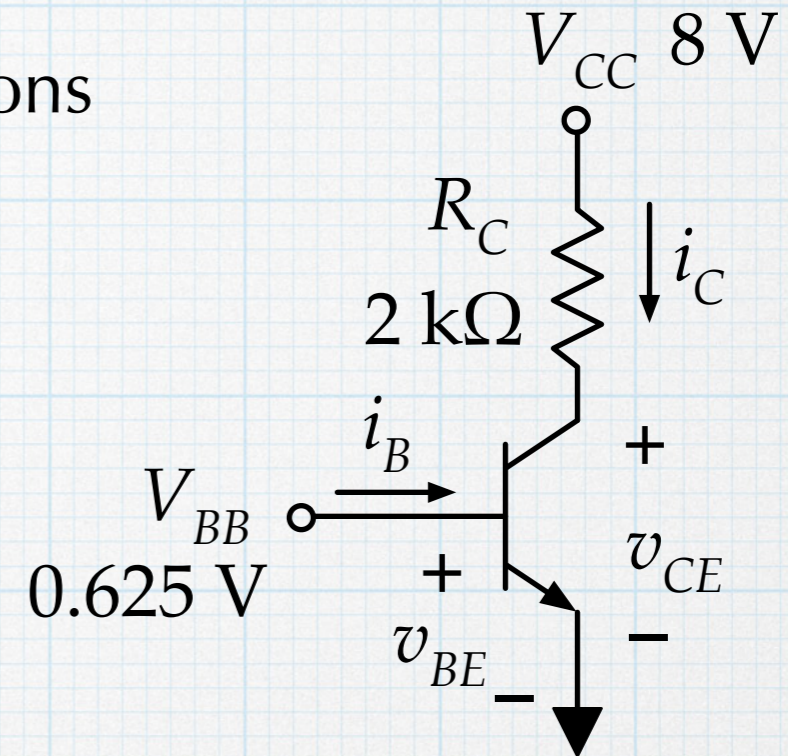 ons
V_CC 8 V
R_C
2 kΩ
i_C
i_B
V_BB
0.625 V
+
+
v_CE
−
v_BE
−